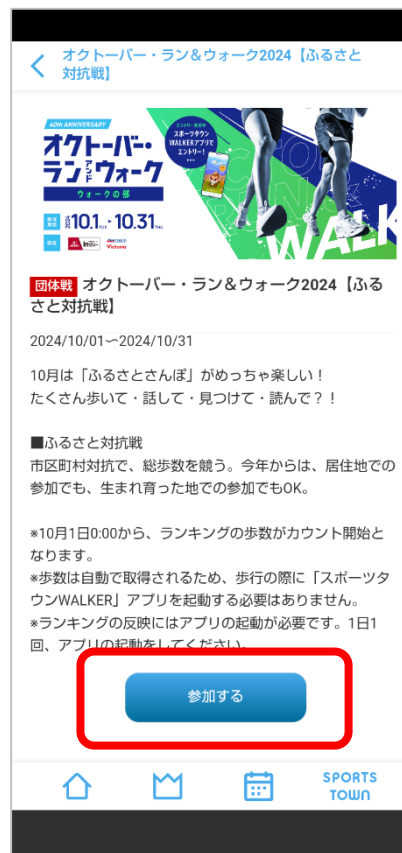 オクトーバー・ラン＆ウォーク2024【ふるさと
対抗戦】
40th ANNIVERSARY
オクトーバー・
ランアンドウォーク
ウォークの部
エントリー受付中
スポーツタウン
WALKERアプリで
エントリー！
2024 10.1 TUE - 10.31 THU
Victoria
WALK
団体戦 オクトーバー・ラン＆ウォーク2024【ふる
さと対抗戦】
2024/10/01〜2024/10/31
10月は「ふるさとさんぽ」がめっちゃ楽しい！
たくさん歩いて・話して・見つけて・読んで？！
■ふるさと対抗戦
市区町村対抗で、総歩数を競う。今年からは、居住地での
参加でも、生まれ育った地での参加でもOK。
*10月1日0:00から、ランキングの歩数がカウント開始と
なります。
*歩数は自動で取得されるため、歩行の際に「スポーツタ
ウンWALKER」アプリを起動する必要はありません。
*ランキングの反映にはアプリの起動が必要です。1日1
回、アプリの起動をしてください。
参加する
SPORTS
TOWN